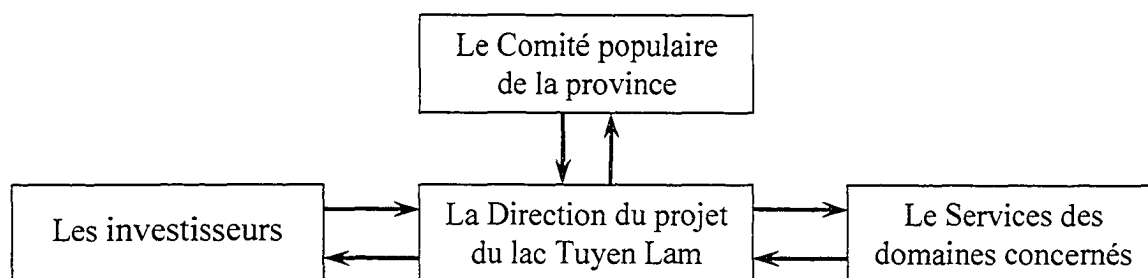 Le Comité populaire
de la province
Les investisseurs
La Direction du projet
du lac Tuyen Lam
Le Services des
domaines concernés